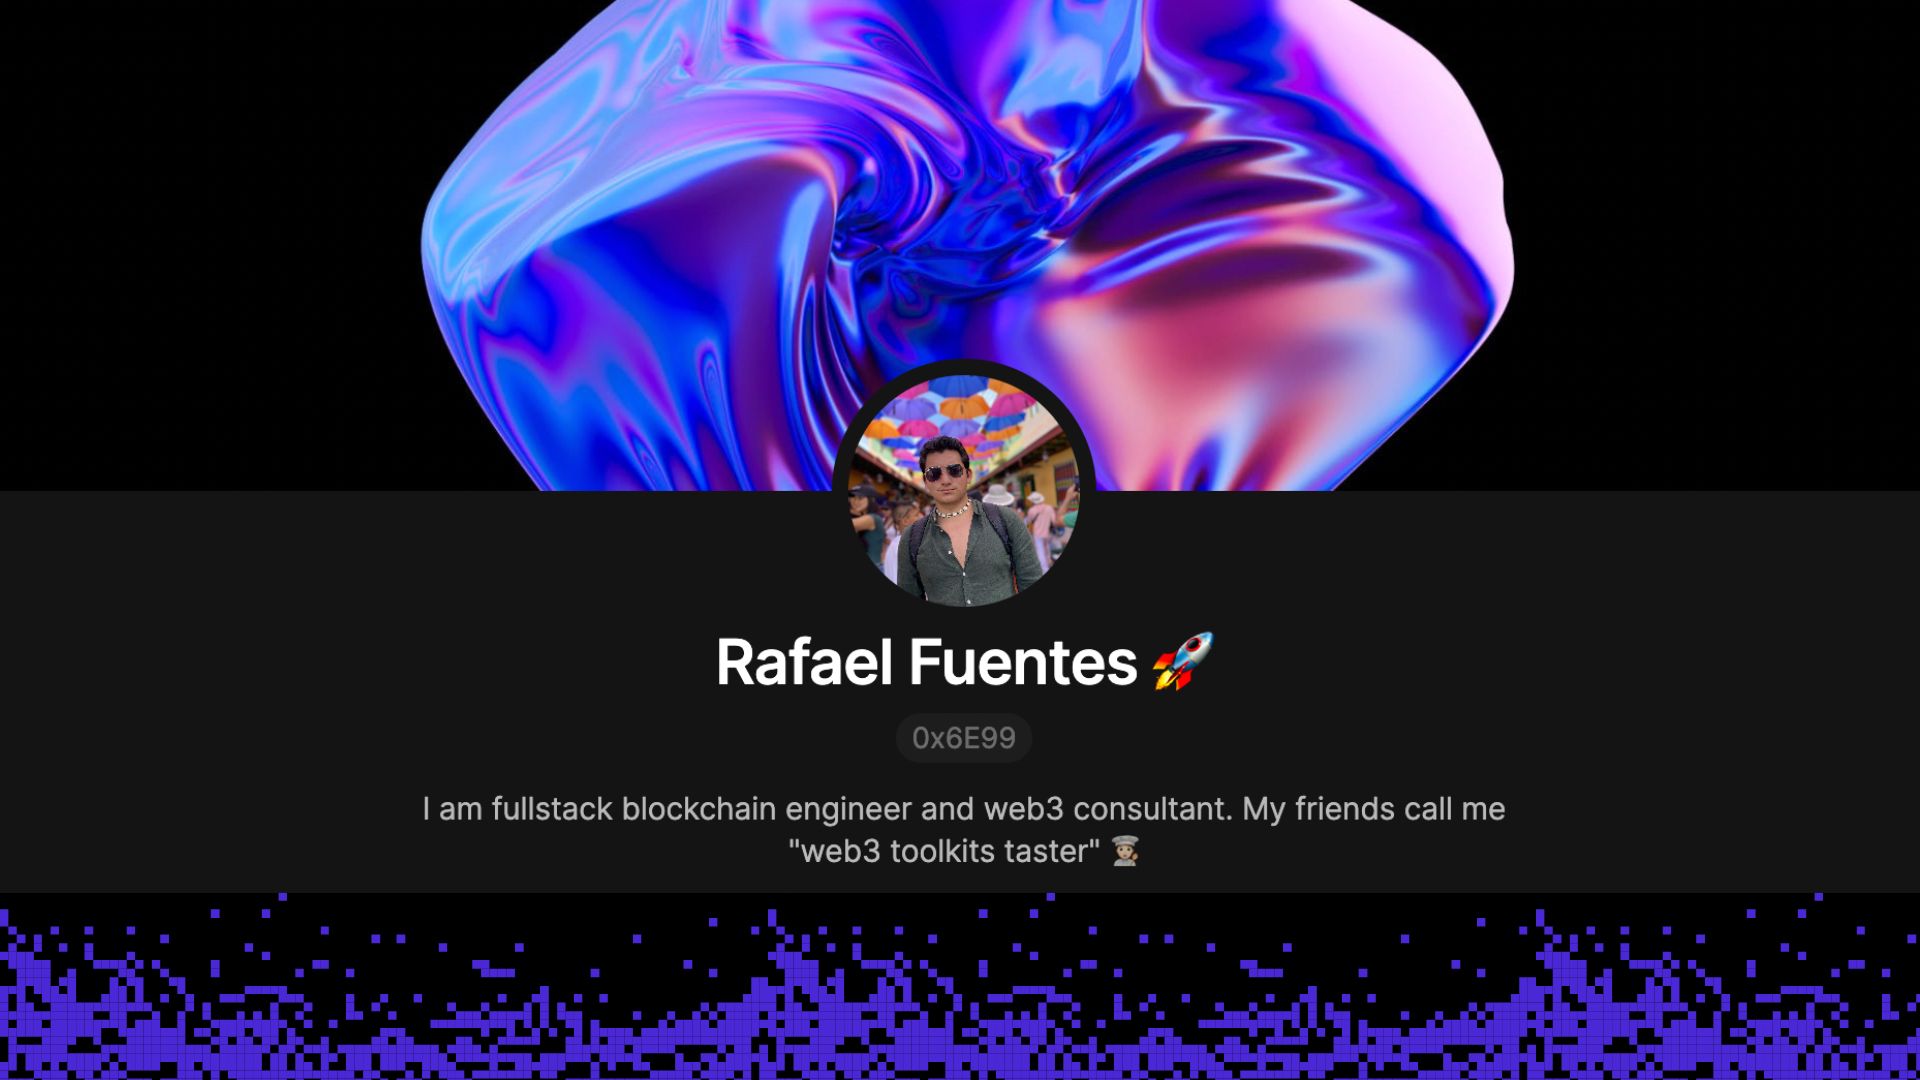 Rafael Fuentes 🚀
0x6E99
I am fullstack blockchain engineer and web3 consultant. My friends call me
"web3 toolkits taster" 🧑🏼‍🍳